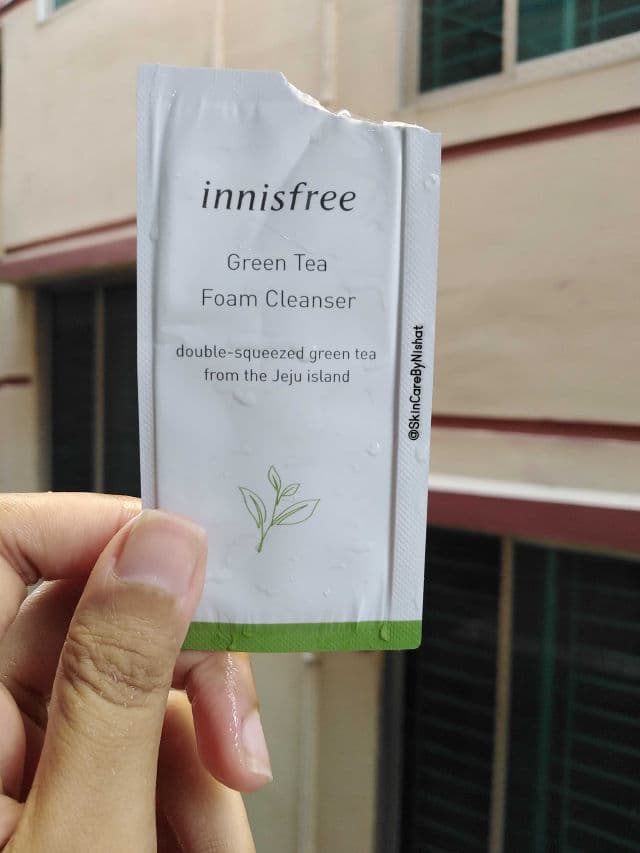 innisfree
Green Tea
Foam Cleanser
double-squeezed green tea
from the Jeju island
@SkinCareByNishat